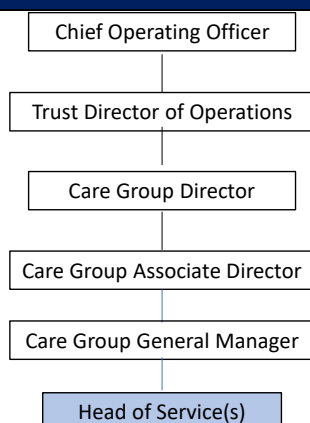 Chief Operating Officer
Trust Director of Operations
Care Group Director
Care Group Associate Director
Care Group General Manager
Head of Service(s)